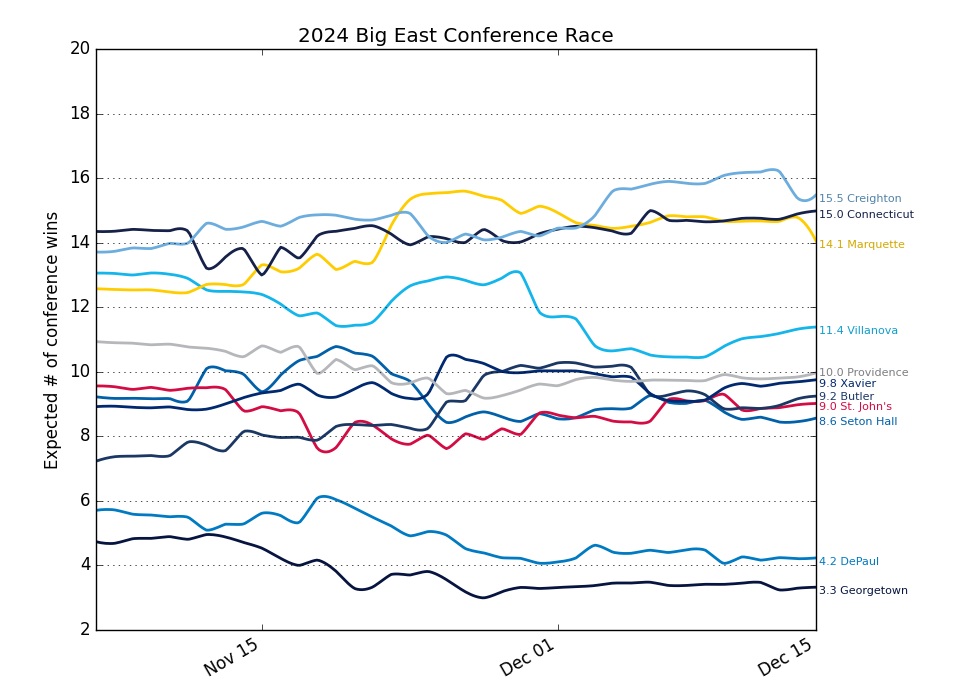 2024 Big East Conference Race
Expected # of conference wins
20
18
16
14
12
10
8
6
4
2
15.5 Creighton
15.0 Connecticut
14.1 Marquette
11.4 Villanova
10.0 Providence
9.8 Xavier
9.2 Butler
9.0 St. John's
8.6 Seton Hall
4.2 DePaul
3.3 Georgetown
Nov 15
Dec 01
Dec 15